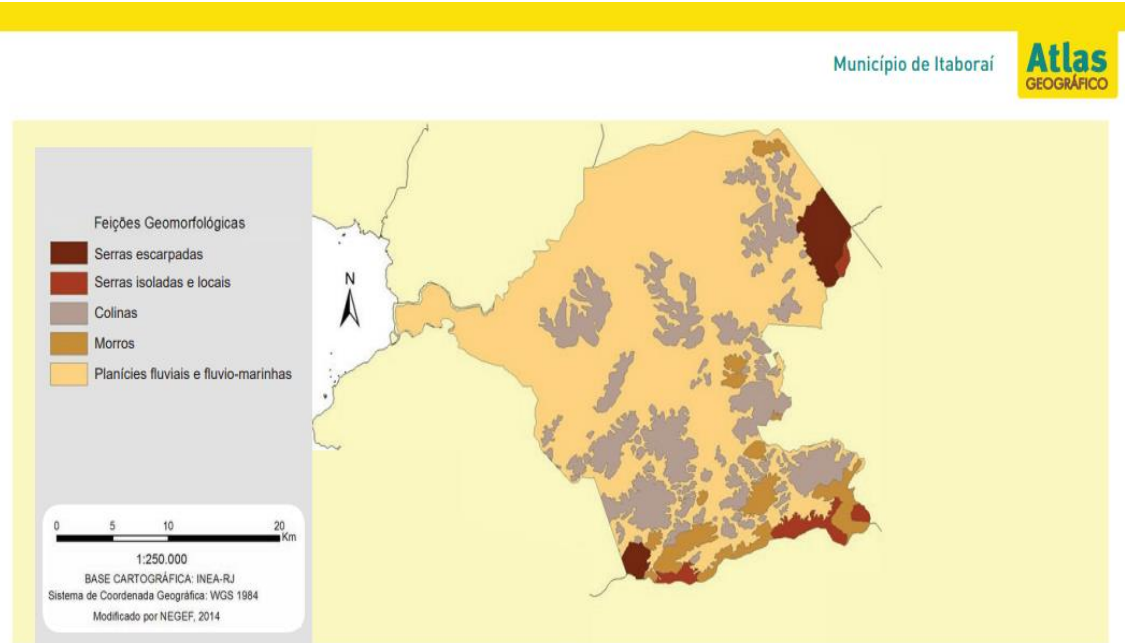 Município de Itaboraí
Atlas
GEOGRÁFICO
Feições Geomorfológicas
Serras escarpadas
Serras isoladas e locais
Colinas
Morros
Planícies fluviais e fluvio-marinhas
N
0 5 10 20
Km
1:250.000
BASE CARTOGRÁFICA: INEA-RJ
Sistema de Coordenada Geográfica: WGS 1984
Modificado por NEGEF, 2014